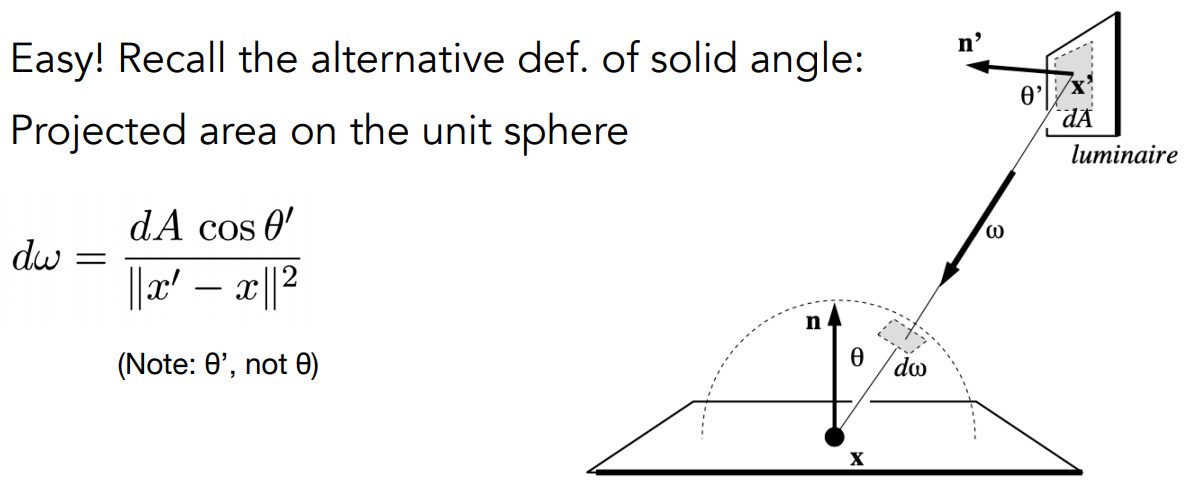 Easy! Recall the alternative def. of solid angle:
Projected area on the unit sphere
dω = dA cos θ′ / ||x′ − x||²
(Note: θ’, not θ)
n’
θ’
x’
dA
luminaire
ω
n
θ
dω
x